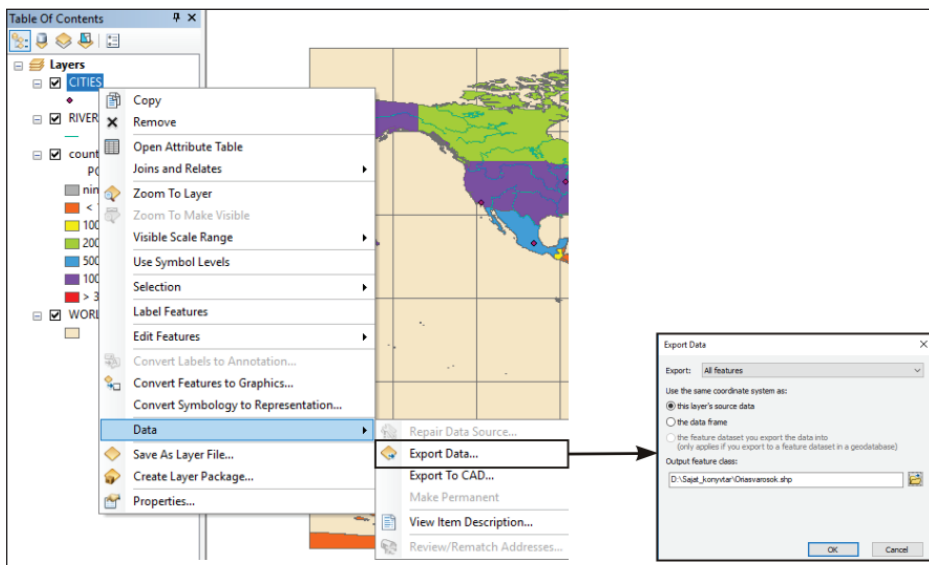 Table Of Contents
Layers
CITIES
RIVER
count
PO
nin
<
100
200
500
100
> 3
WORL
Copy
Remove
Open Attribute Table
Joins and Relates
Zoom To Layer
Zoom To Make Visible
Visible Scale Range
Use Symbol Levels
Selection
Label Features
Edit Features
Convert Labels to Annotation...
Convert Features to Graphics...
Convert Symbology to Representation...
Data
Save As Layer File...
Create Layer Package...
Properties...
Repair Data Source...
Export Data...
Export To CAD...
Make Permanent
View Item Description...
Review/Rematch Addresses...
Export Data
Export: All features
Use the same coordinate system as:
this layer's source data
the data frame
the feature dataset you export the data into
(only applies if you export to a feature dataset in a geodatabase)
Output feature class:
D:\Sajat_konyvtar\Oriasvarosok.shp
OK Cancel